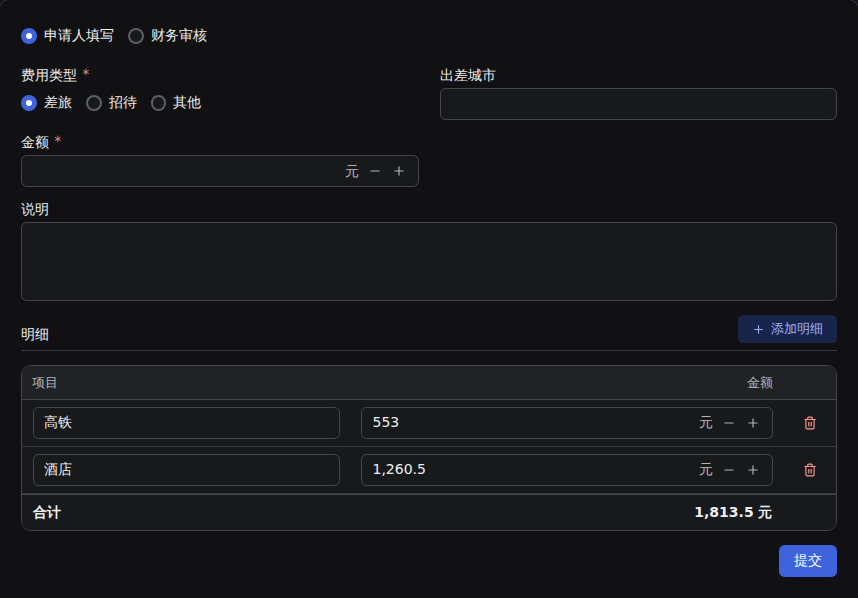 申请人填写 财务审核
费用类型 * 出差城市
差旅 招待 其他
金额 *
元
说明
明细 添加明细
项目 金额
高铁 553 元
酒店 1,260.5 元
合计 1,813.5 元
提交